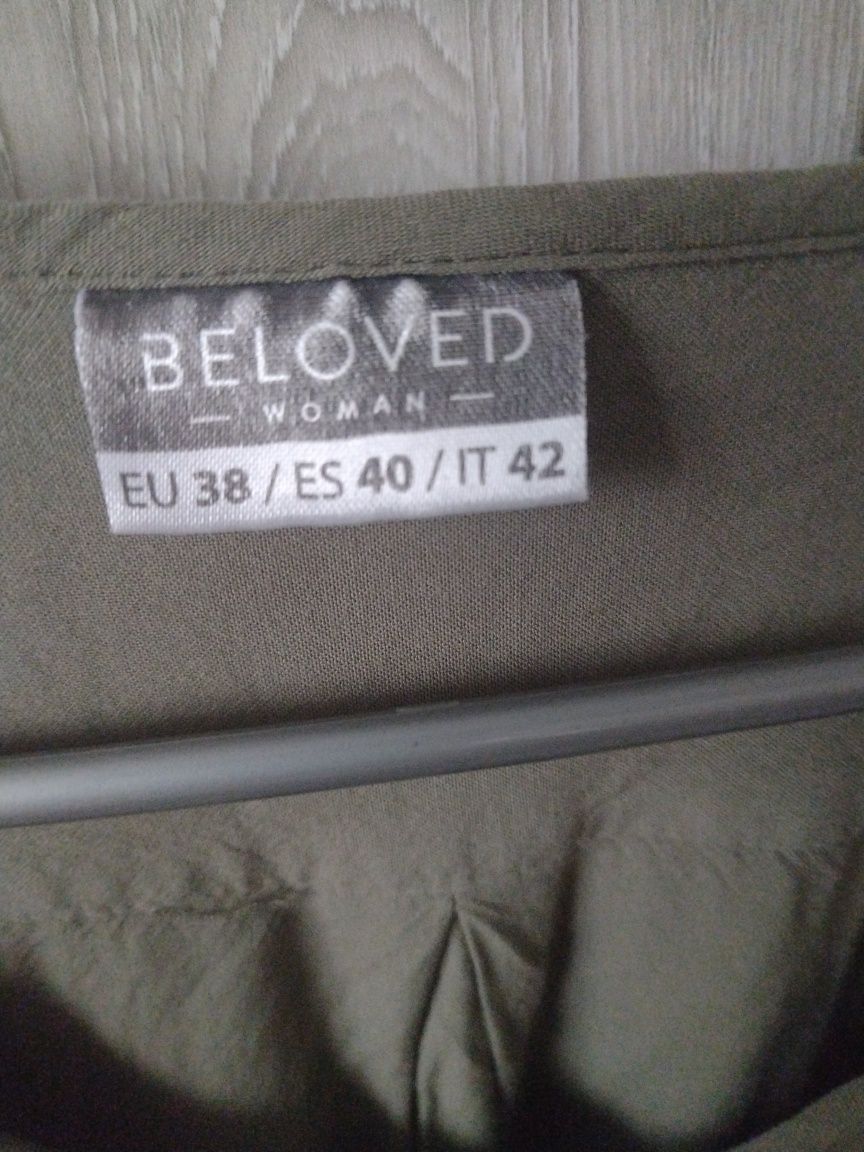 BELOVED
— WOMAN —
EU 38 / ES 40 / IT 42